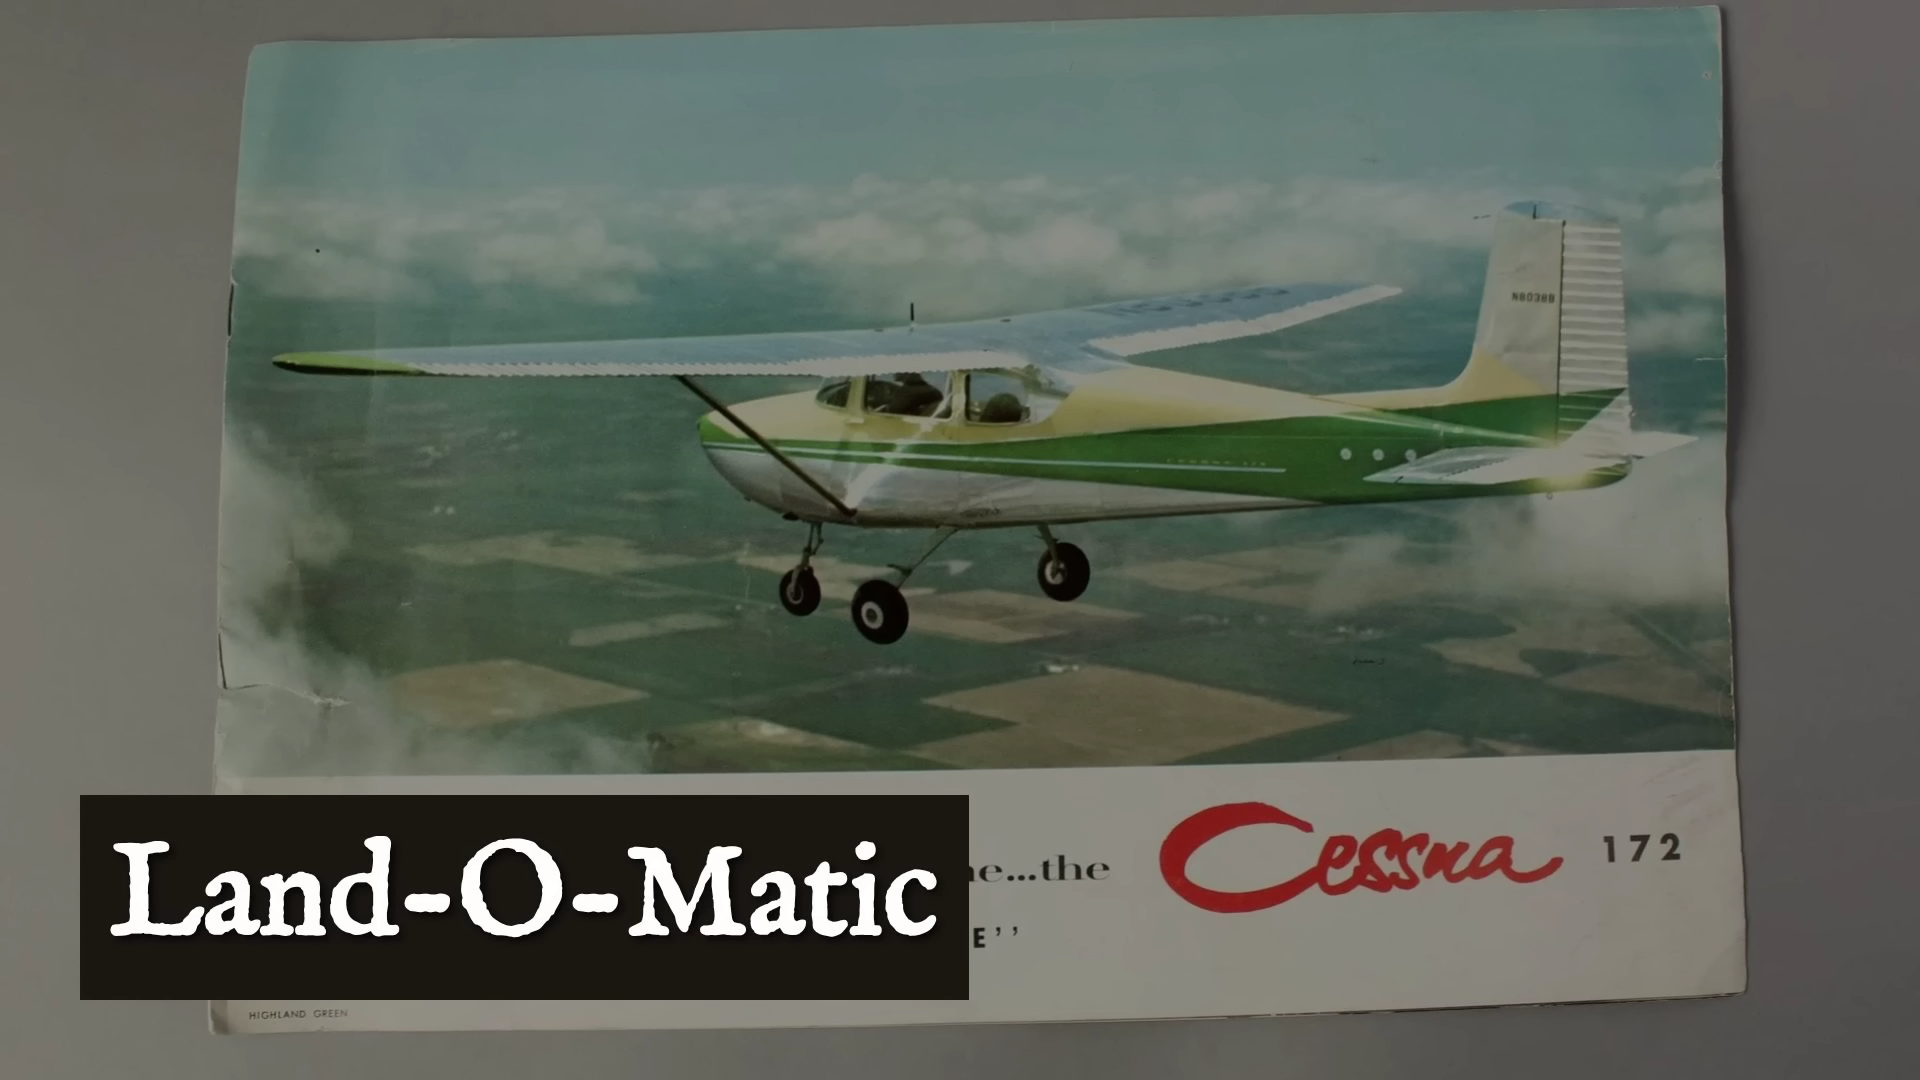 N8038B
Land-O-Matic
...the
Cessna
172
E’’
HIGHLAND GREEN